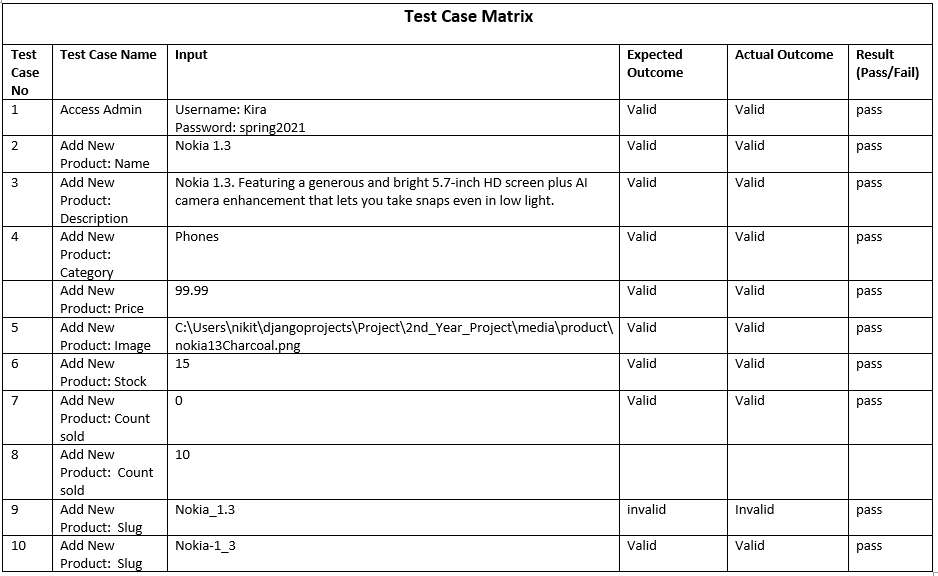 Test Case Matrix
Test Case No | Test Case Name | Input | Expected Outcome | Actual Outcome | Result (Pass/Fail)
1 | Access Admin | Username: Kira Password: spring2021 | Valid | Valid | pass
2 | Add New Product: Name | Nokia 1.3 | Valid | Valid | pass
3 | Add New Product: Description | Nokia 1.3. Featuring a generous and bright 5.7-inch HD screen plus AI camera enhancement that lets you take snaps even in low light. | Valid | Valid | pass
4 | Add New Product: Category | Phones | Valid | Valid | pass
 | Add New Product: Price | 99.99 | Valid | Valid | pass
5 | Add New Product: Image | C:\Users\nikit\djangoprojects\Project\2nd_Year_Project\media\product\nokia13Charcoal.png | Valid | Valid | pass
6 | Add New Product: Stock | 15 | Valid | Valid | pass
7 | Add New Product: Count sold | 0 | Valid | Valid | pass
8 | Add New Product:  Count sold | 10 | | |
9 | Add New Product:  Slug | Nokia_1.3 | invalid | Invalid | pass
10 | Add New Product:  Slug | Nokia-1_3 | Valid | Valid | pass